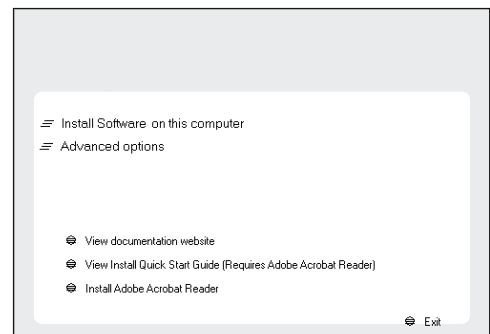 Install Software on this computer
Advanced options
View documentation website
View Install Quick Start Guide (Requires Adobe Acrobat Reader)
Install Adobe Acrobat Reader
Exit